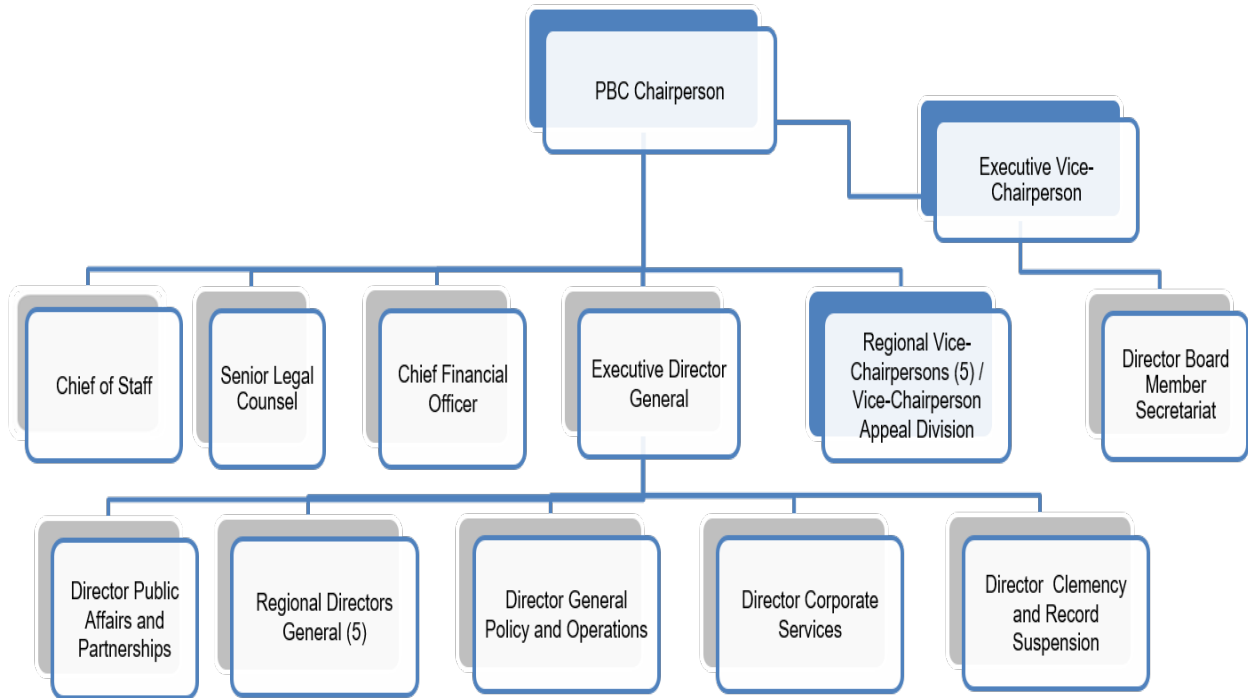 PBC Chairperson
Executive Vice-
Chairperson
Chief of Staff
Senior Legal
Counsel
Chief Financial
Officer
Executive Director
General
Regional Vice-
Chairpersons (5) /
Vice-Chairperson
Appeal Division
Director Board
Member
Secretariat
Director Public
Affairs and
Partnerships
Regional Directors
General (5)
Director General
Policy and Operations
Director Corporate
Services
Director Clemency
and Record
Suspension